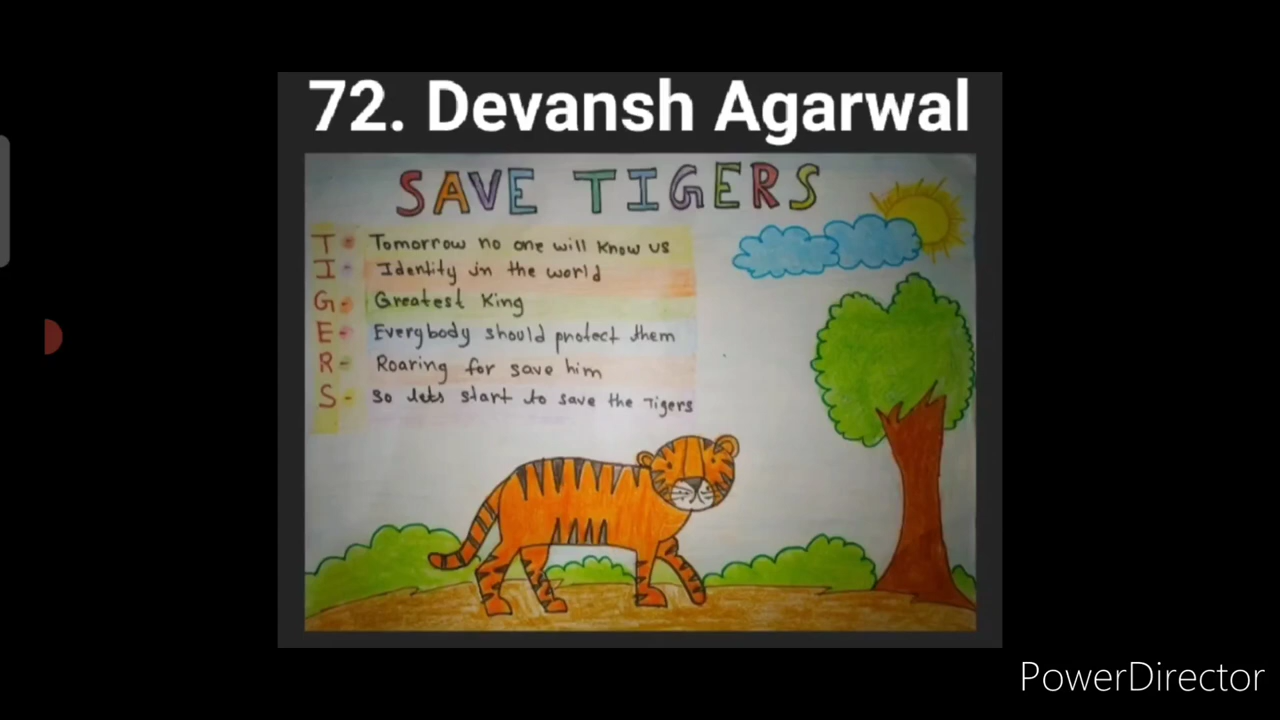 72. Devansh Agarwal
SAVE TIGERS
T - Tomorrow no one will know us
I - Identity in the world
G - Greatest King
E - Everybody should protect them
R - Roaring for save him
S - So lets start to save the Tigers
PowerDirector